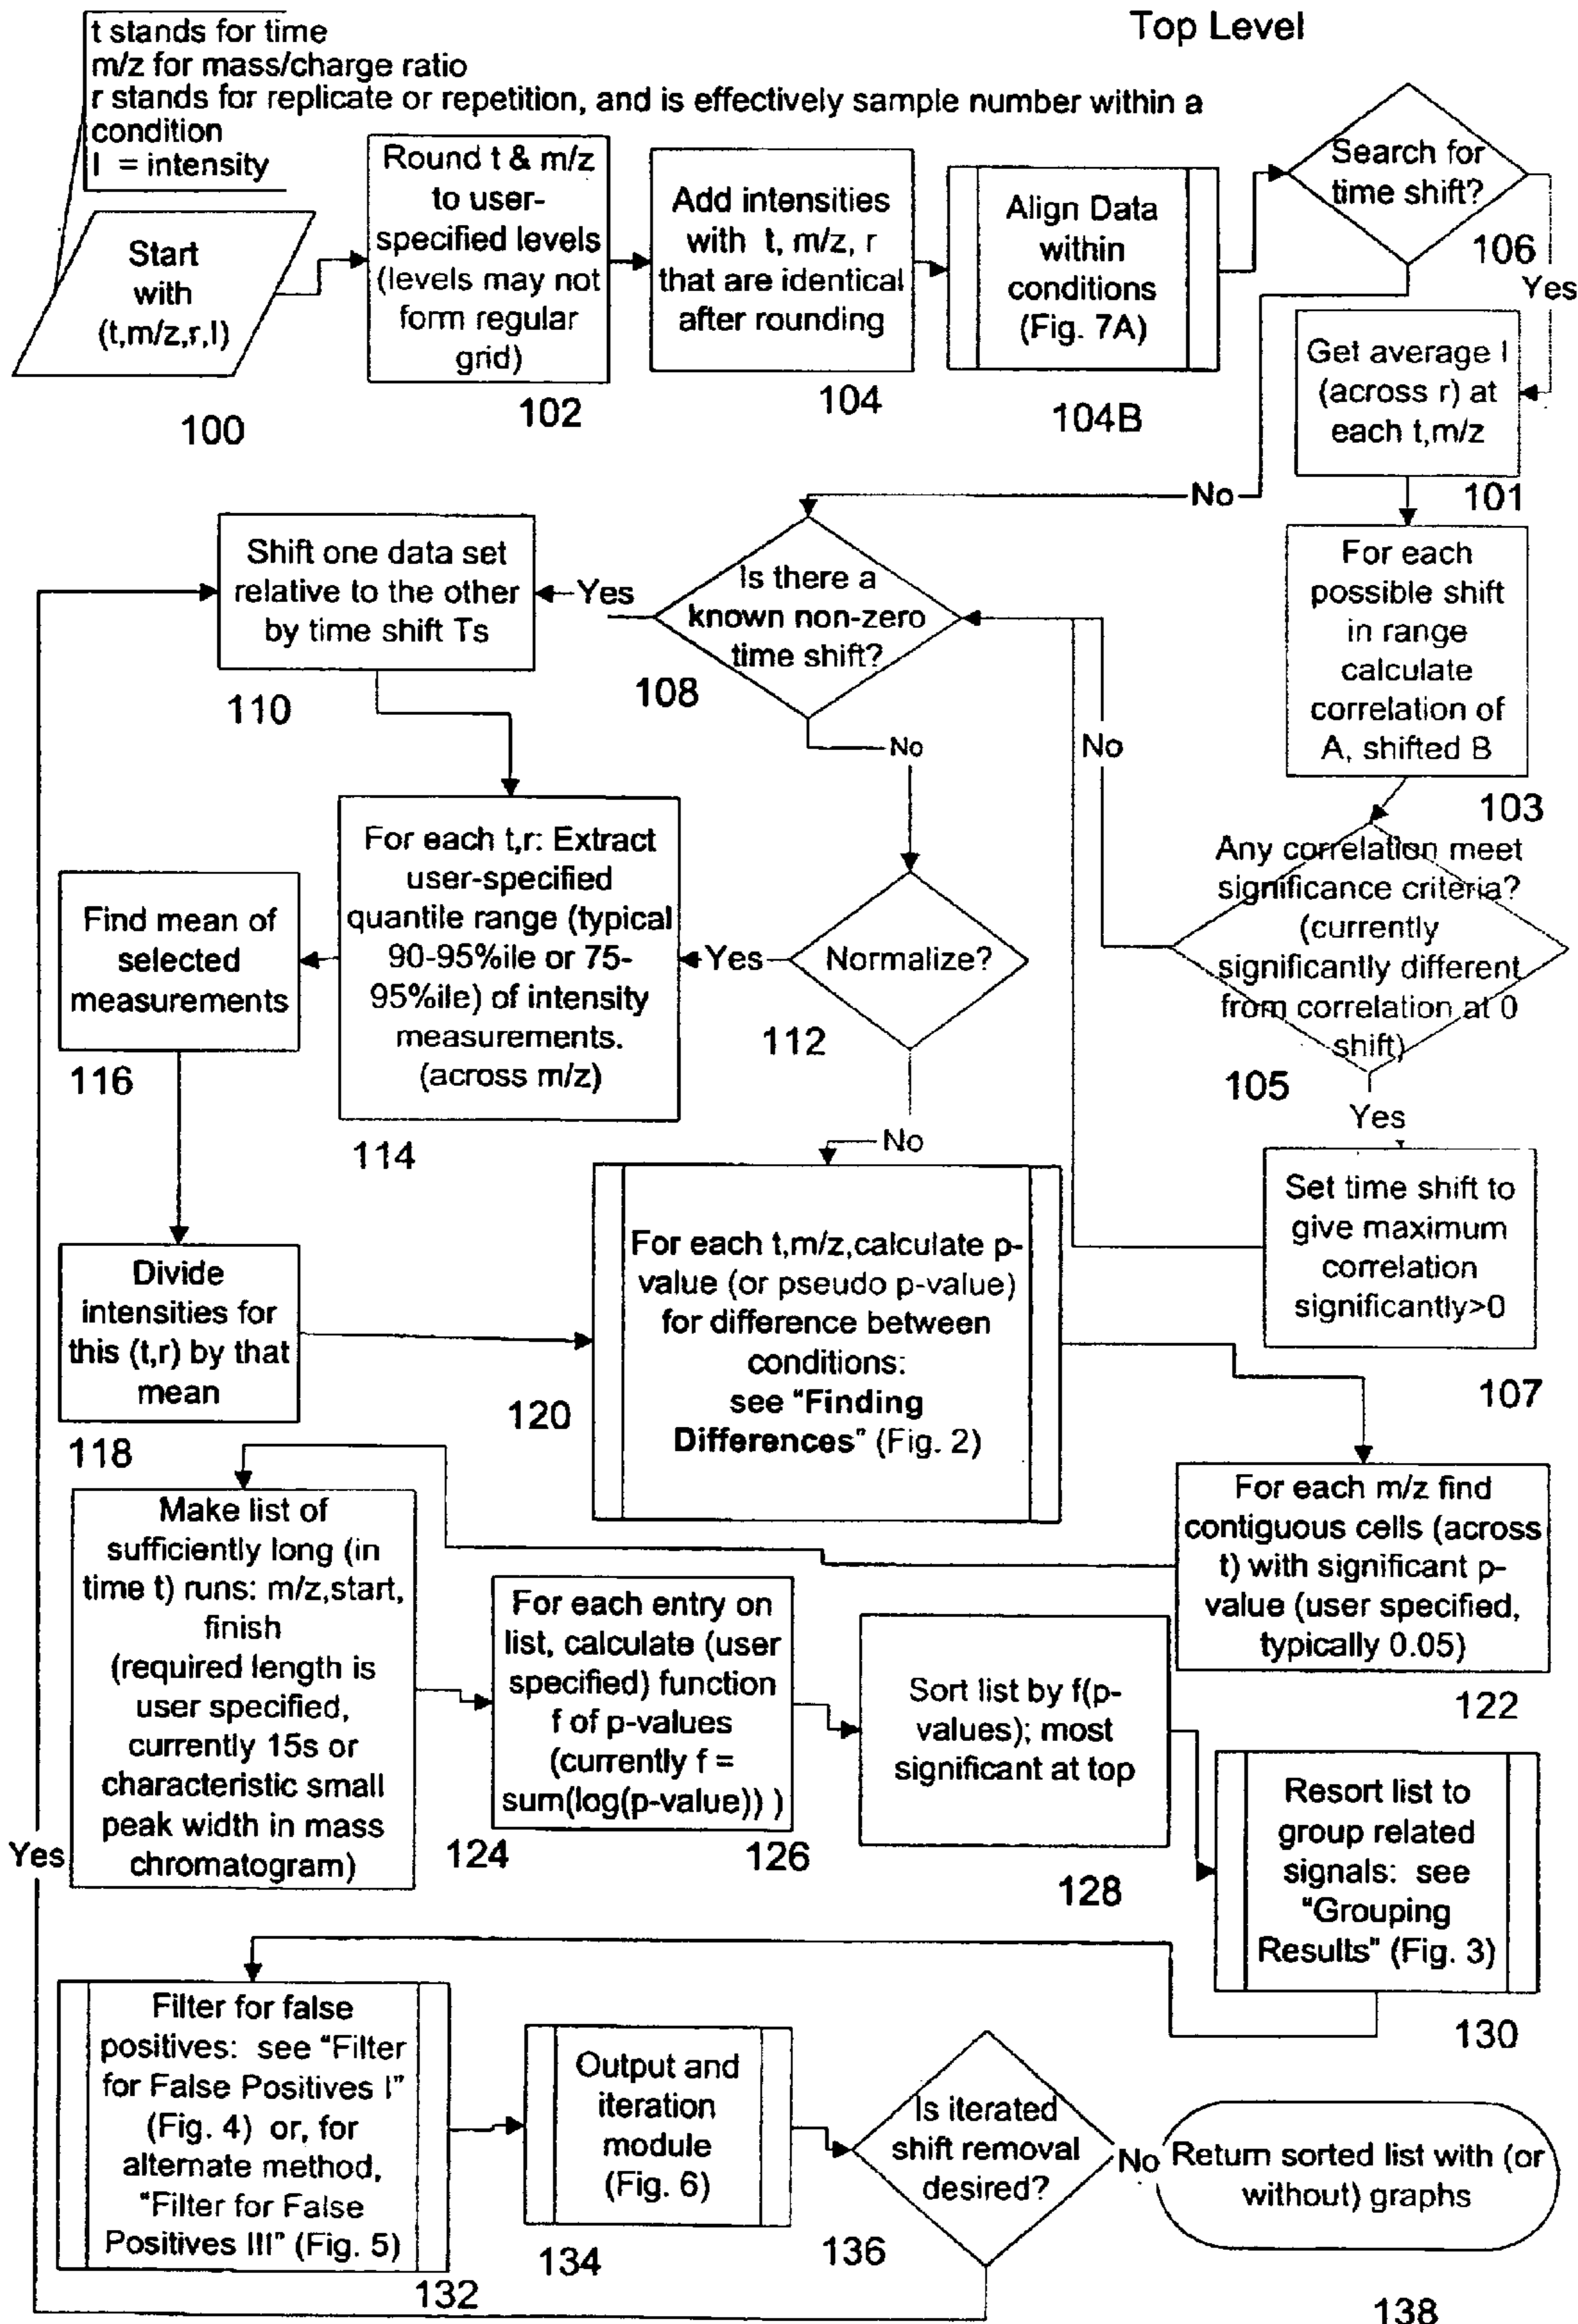 Top Level
t stands for time
m/z for mass/charge ratio
r stands for replicate or repetition, and is effectively sample number within a
condition
I = intensity
Start
with
(t,m/z,r,I)
100
Round t & m/z
to user-
specified levels
(levels may not
form regular
grid)
102
Add intensities
with t, m/z, r
that are identical
after rounding
104
Align Data
within
conditions
(Fig. 7A)
104B
Search for
time shift?
106
Yes
No
Get average I
(across r) at
each t,m/z
101
For each
possible shift
in range
calculate
correlation of
A, shifted B
103
Any correlation meet
significance criteria?
(currently
significantly different
from correlation at 0
shift)
105
No
Yes
Set time shift to
give maximum
correlation
significantly>0
107
Is there a
known non-zero
time shift?
108
Yes
No
Shift one data set
relative to the other
by time shift Ts
110
Normalize?
112
Yes
No
For each t,r: Extract
user-specified
quantile range (typical
90-95%ile or 75-
95%ile) of intensity
measurements.
(across m/z)
114
Find mean of
selected
measurements
116
Divide
intensities for
this (t,r) by that
mean
118
For each t,m/z,calculate p-
value (or pseudo p-value)
for difference between
conditions:
see "Finding
Differences" (Fig. 2)
120
For each m/z find
contiguous cells (across
t) with significant p-
value (user specified,
typically 0.05)
122
Make list of
sufficiently long (in
time t) runs: m/z,start,
finish
(required length is
user specified,
currently 15s or
characteristic small
peak width in mass
chromatogram)
124
For each entry on
list, calculate (user
specified) function
f of p-values
(currently f =
sum(log(p-value)) )
126
Sort list by f(p-
values); most
significant at top
128
Resort list to
group related
signals: see
"Grouping
Results" (Fig. 3)
130
Filter for false
positives: see "Filter
for False Positives I"
(Fig. 4) or, for
alternate method,
"Filter for False
Positives III" (Fig. 5)
132
Output and
iteration
module
(Fig. 6)
134
Is iterated
shift removal
desired?
136
Yes
No
Return sorted list with (or
without) graphs
138